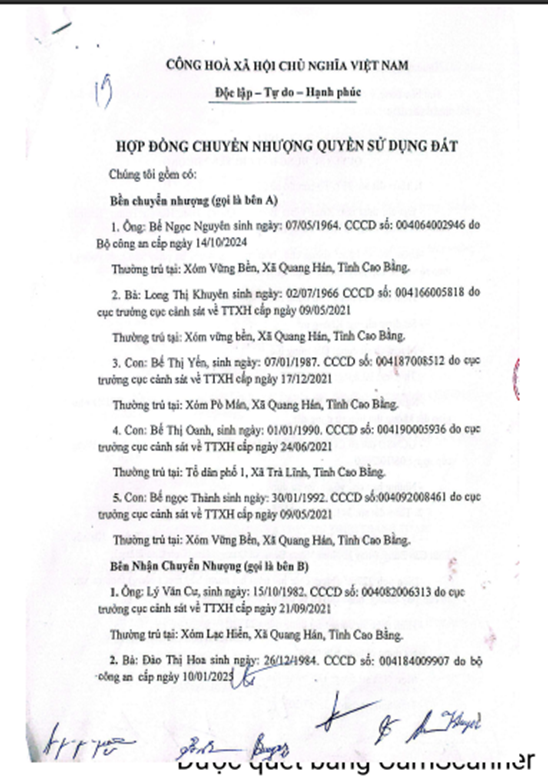 19
CÔNG HOÀ XÃ HỘI CHỦ NGHĨA VIỆT NAM
Độc lập – Tự do – Hạnh phúc
HỢP ĐỒNG CHUYỂN NHƯỢNG QUYỀN SỬ DỤNG ĐẤT
Chúng tôi gồm có:
Bên chuyển nhượng (gọi là bên A)
1. Ông: Bế Ngọc Nguyên sinh ngày: 07/05/1964. CCCD số: 004064002946 do
Bộ công an cấp ngày 14/10/2024
Thường trú tại: Xóm Vững Bền, Xã Quang Hán, Tỉnh Cao Bằng.
2. Bà: Long Thị Khuyên sinh ngày: 02/07/1966 CCCD số: 004166005818 do
cục trưởng cục cảnh sát về TTXH cấp ngày 09/05/2021
Thường trú tại: Xóm vững bền, Xã Quang Hán, Tỉnh Cao Bằng.
3. Con: Bế Thị Yến, sinh ngày: 07/01/1987. CCCD số: 004187008512 do cục
trưởng cục cảnh sát về TTXH cấp ngày 17/12/2021
Thường trú tại: Xóm Pò Mán, Xã Quang Hán, Tỉnh Cao Bằng.
4. Con: Bế Thị Oanh, sinh ngày: 01/01/1990. CCCD số: 004190005936 do cục
trưởng cục cảnh sát về TTXH cấp ngày 24/06/2021
Thường trú tại: Tổ dân phố 1, Xã Trà Lĩnh, Tỉnh Cao Bằng.
5. Con: Bế ngọc Thành sinh ngày: 30/01/1992. CCCD số:004092008461 do cục
trưởng cục cảnh sát về TTXH cấp ngày 09/05/2021
Thường trú tại: Xóm Vững Bền, Xã Quang Hán, Tỉnh Cao Bằng.
Bên Nhận Chuyển Nhượng (gọi là bên B)
1. Ông: Lý Văn Cư, sinh ngày: 15/10/1982. CCCD số: 004082006313 do cục
trưởng cục cảnh sát về TTXH cấp ngày 21/09/2021
Thường trú tại: Xóm Lạc Hiển, Xã Quang Hán, Tỉnh Cao Bằng.
2. Bà: Đào Thị Hoa sinh ngày: 26/12/1984. CCCD số: 004184009907 do bộ
công an cấp ngày 10/01/2025
Được quét bằng CamScanner